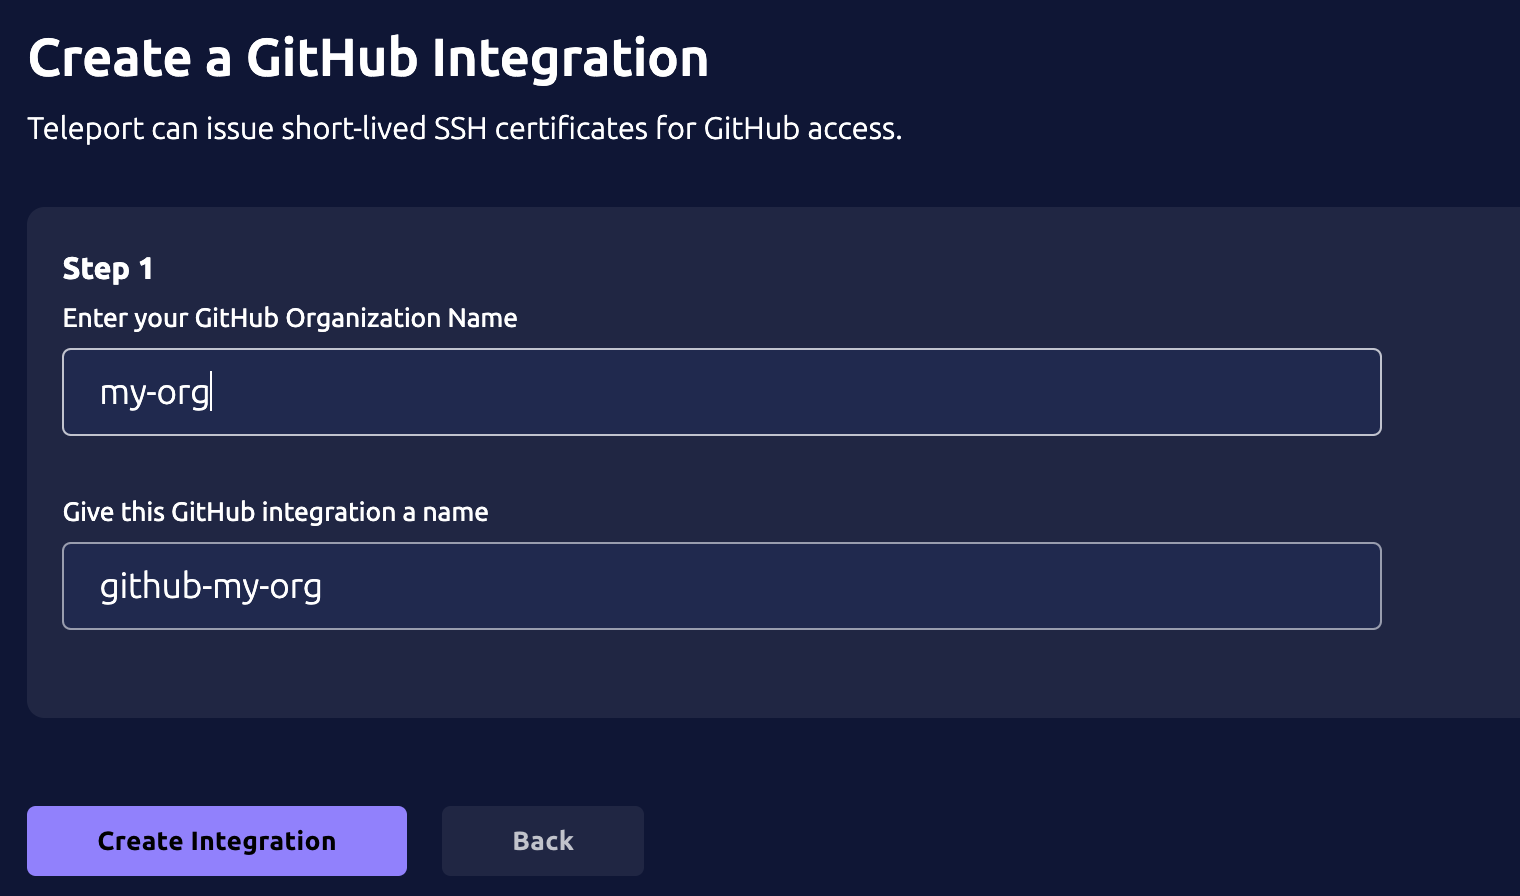 Create a GitHub Integration
Teleport can issue short-lived SSH certificates for GitHub access.
Step 1
Enter your GitHub Organization Name
my-org
Give this GitHub integration a name
github-my-org
Create Integration
Back